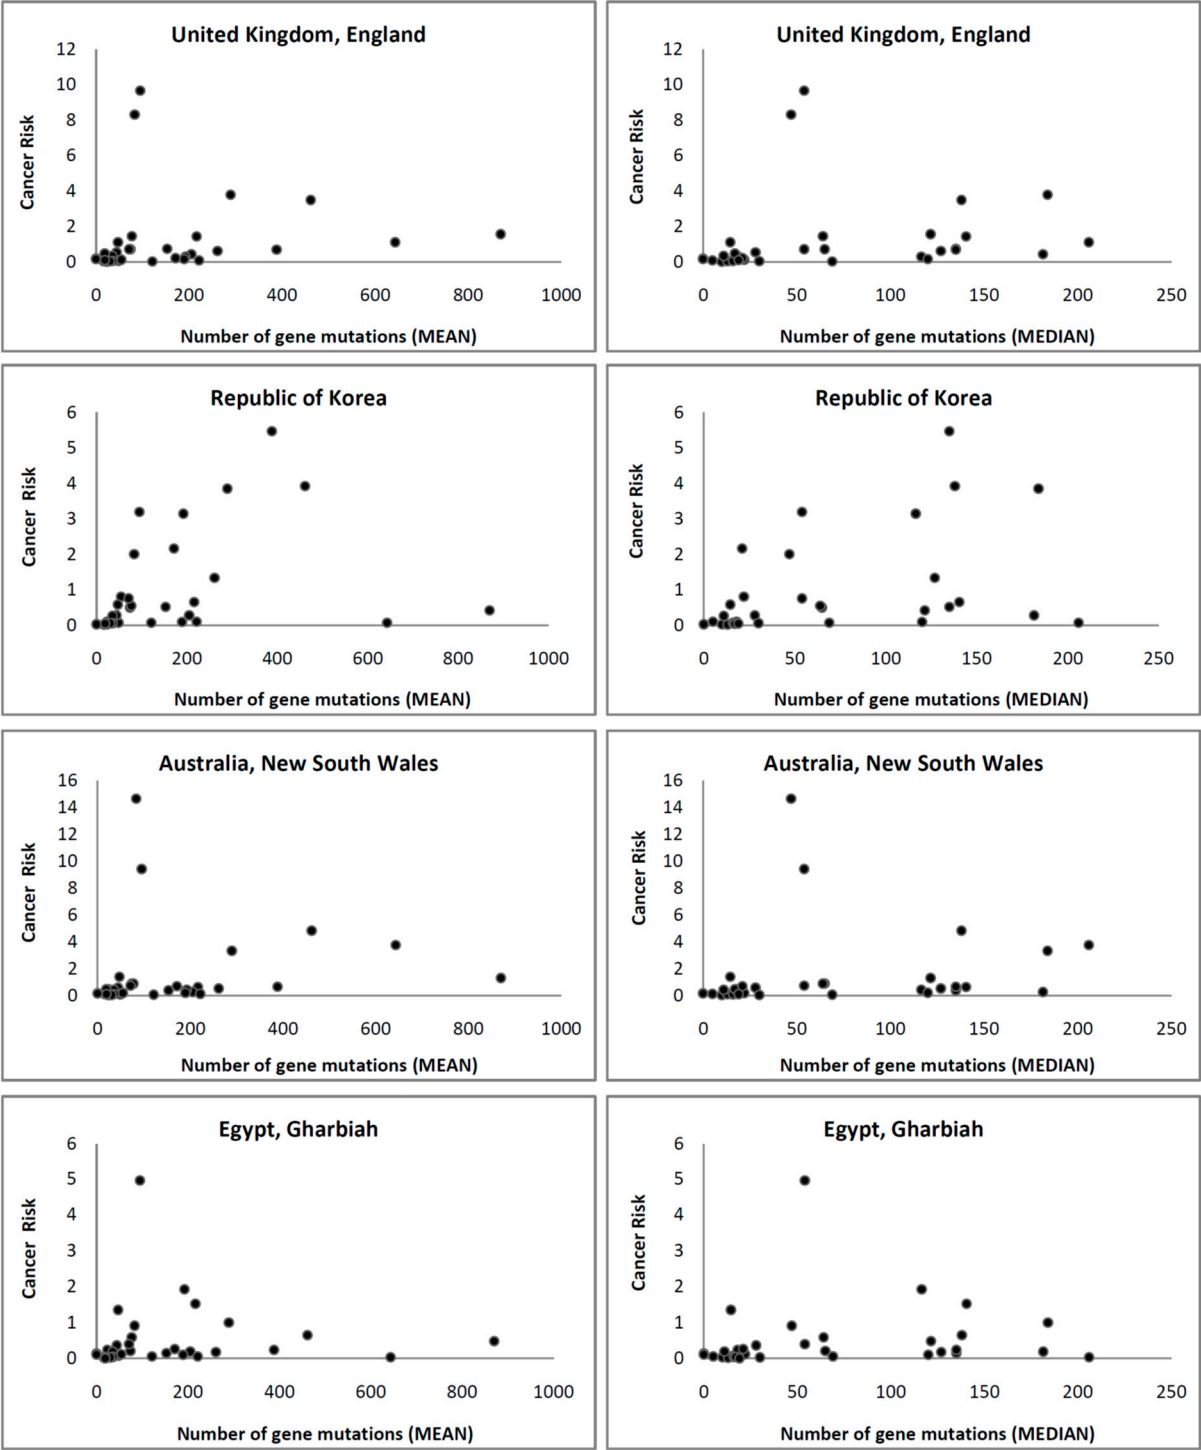 United Kingdom, England
12
10
8
6
4
2
0
Cancer Risk
0 200 400 600 800 1000
Number of gene mutations (MEAN)
United Kingdom, England
12
10
8
6
4
2
0
Cancer Risk
0 50 100 150 200 250
Number of gene mutations (MEDIAN)
Republic of Korea
6
5
4
3
2
1
0
Cancer Risk
0 200 400 600 800 1000
Number of gene mutations (MEAN)
Republic of Korea
6
5
4
3
2
1
0
Cancer Risk
0 50 100 150 200 250
Number of gene mutations (MEDIAN)
Australia, New South Wales
16
14
12
10
8
6
4
2
0
Cancer Risk
0 200 400 600 800 1000
Number of gene mutations (MEAN)
Australia, New South Wales
16
14
12
10
8
6
4
2
0
Cancer Risk
0 50 100 150 200 250
Number of gene mutations (MEDIAN)
Egypt, Gharbiah
6
5
4
3
2
1
0
Cancer Risk
0 200 400 600 800 1000
Number of gene mutations (MEAN)
Egypt, Gharbiah
6
5
4
3
2
1
0
Cancer Risk
0 50 100 150 200 250
Number of gene mutations (MEDIAN)